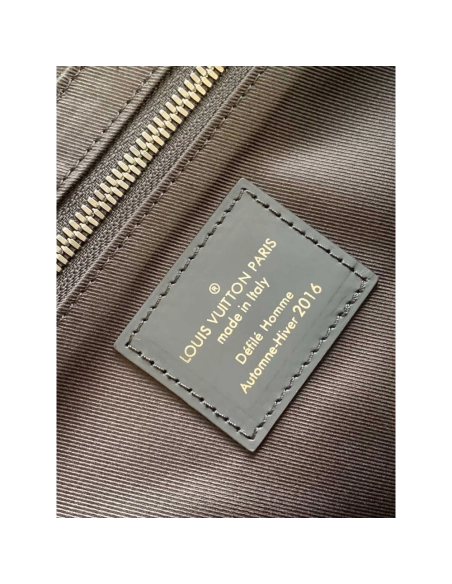 ®
LOUIS VUITTON PARIS
made in Italy
Défilé Homme
Automne-Hiver 2016